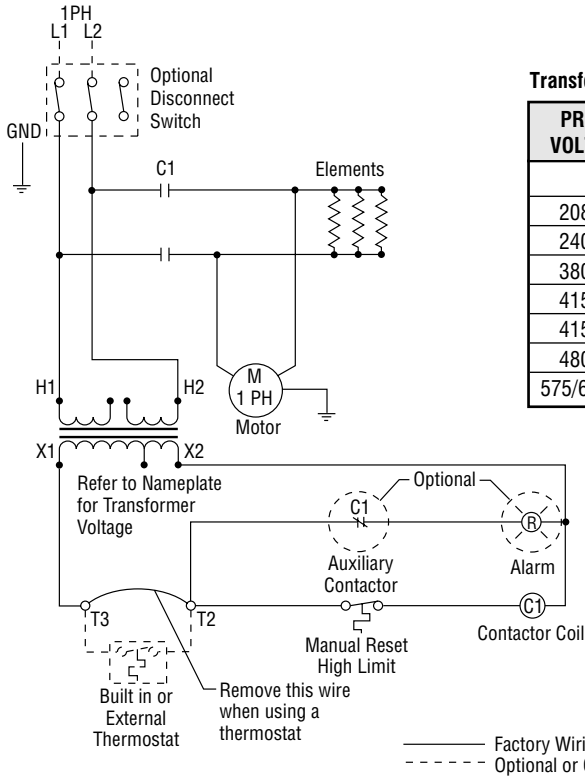 1PH
L1 L2
Optional
Disconnect
Switch
GND
C1
Elements
M
1 PH
Motor
H1
H2
X1
X2
Refer to Nameplate
for Transformer
Voltage
Optional
C1
R
Auxiliary
Contactor
Alarm
T3
T2
C1
Contactor Coil
Manual Reset
High Limit
Built in or
External
Thermostat
Remove this wire
when using a
thermostat
Factory Wiri
Optional or
Transfo
PR
VOL
208
240
380
415
415
480
575/6